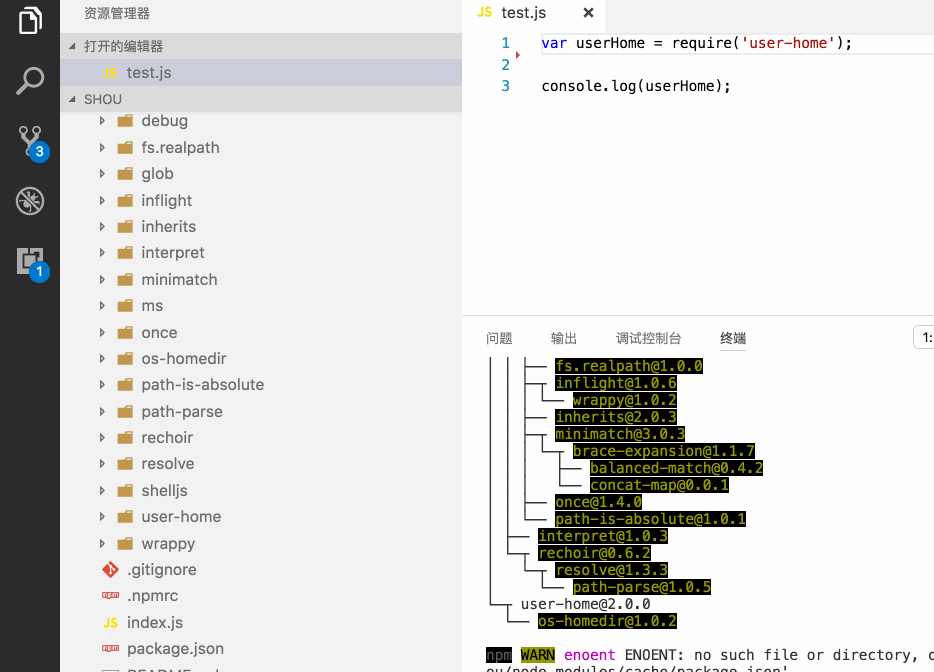 资源管理器
打开的编辑器
JS test.js
SHOU
debug
fs.realpath
glob
inflight
inherits
interpret
minimatch
ms
once
os-homedir
path-is-absolute
path-parse
rechoir
resolve
shelljs
user-home
wrappy
.gitignore
.npmrc
JS index.js
package.json
3
1
JS test.js
1 var userHome = require('user-home');
2
3 console.log(userHome);
问题 输出 调试控制台 终端 1:
fs.realpath@1.0.0
inflight@1.0.6
wrappy@1.0.2
inherits@2.0.3
minimatch@3.0.3
brace-expansion@1.1.7
balanced-match@0.4.2
concat-map@0.0.1
once@1.4.0
path-is-absolute@1.0.1
interpret@1.0.3
rechoir@0.6.2
resolve@1.3.3
path-parse@1.0.5
user-home@2.0.0
os-homedir@1.0.2
npm WARN enoent ENOENT: no such file or directory,
ou/node_modules/cache/package.json'